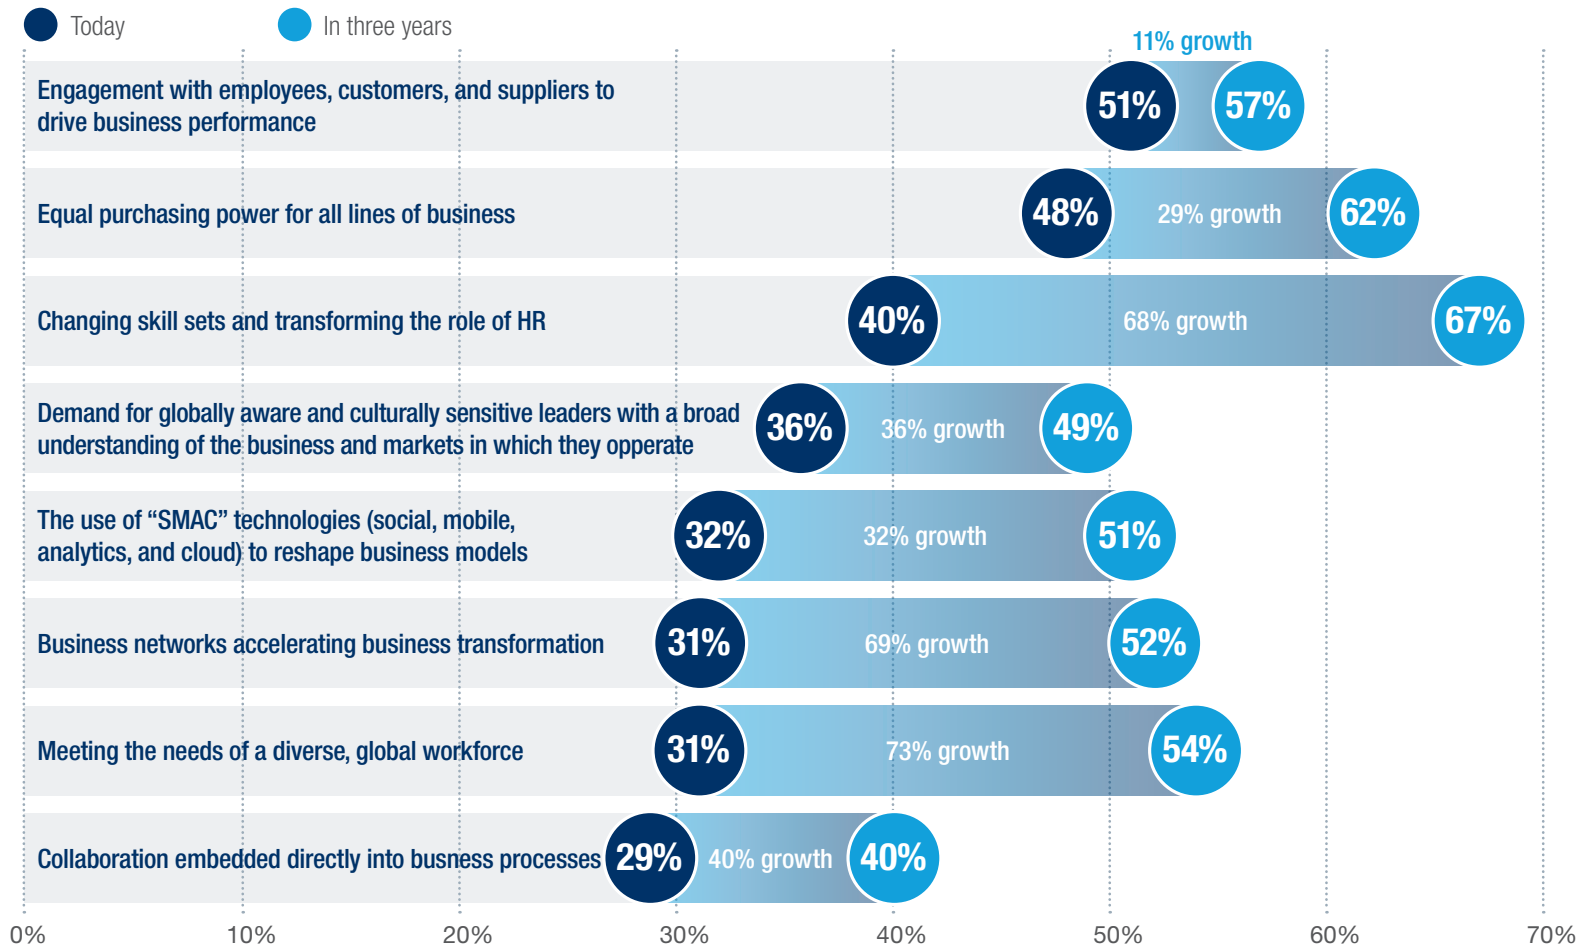 Today
In three years
11% growth
Engagement with employees, customers, and suppliers to
drive business performance
51%
57%
Equal purchasing power for all lines of business
48%
29% growth
62%
Changing skill sets and transforming the role of HR
40%
68% growth
67%
Demand for globally aware and culturally sensitive leaders with a broad
understanding of the business and markets in which they opperate
36%
36% growth
49%
The use of “SMAC” technologies (social, mobile,
analytics, and cloud) to reshape business models
32%
32% growth
51%
Business networks accelerating business transformation
31%
69% growth
52%
Meeting the needs of a diverse, global workforce
31%
73% growth
54%
Collaboration embedded directly into busness processes
29%
40% growth
40%
0%
10%
20%
30%
40%
50%
60%
70%